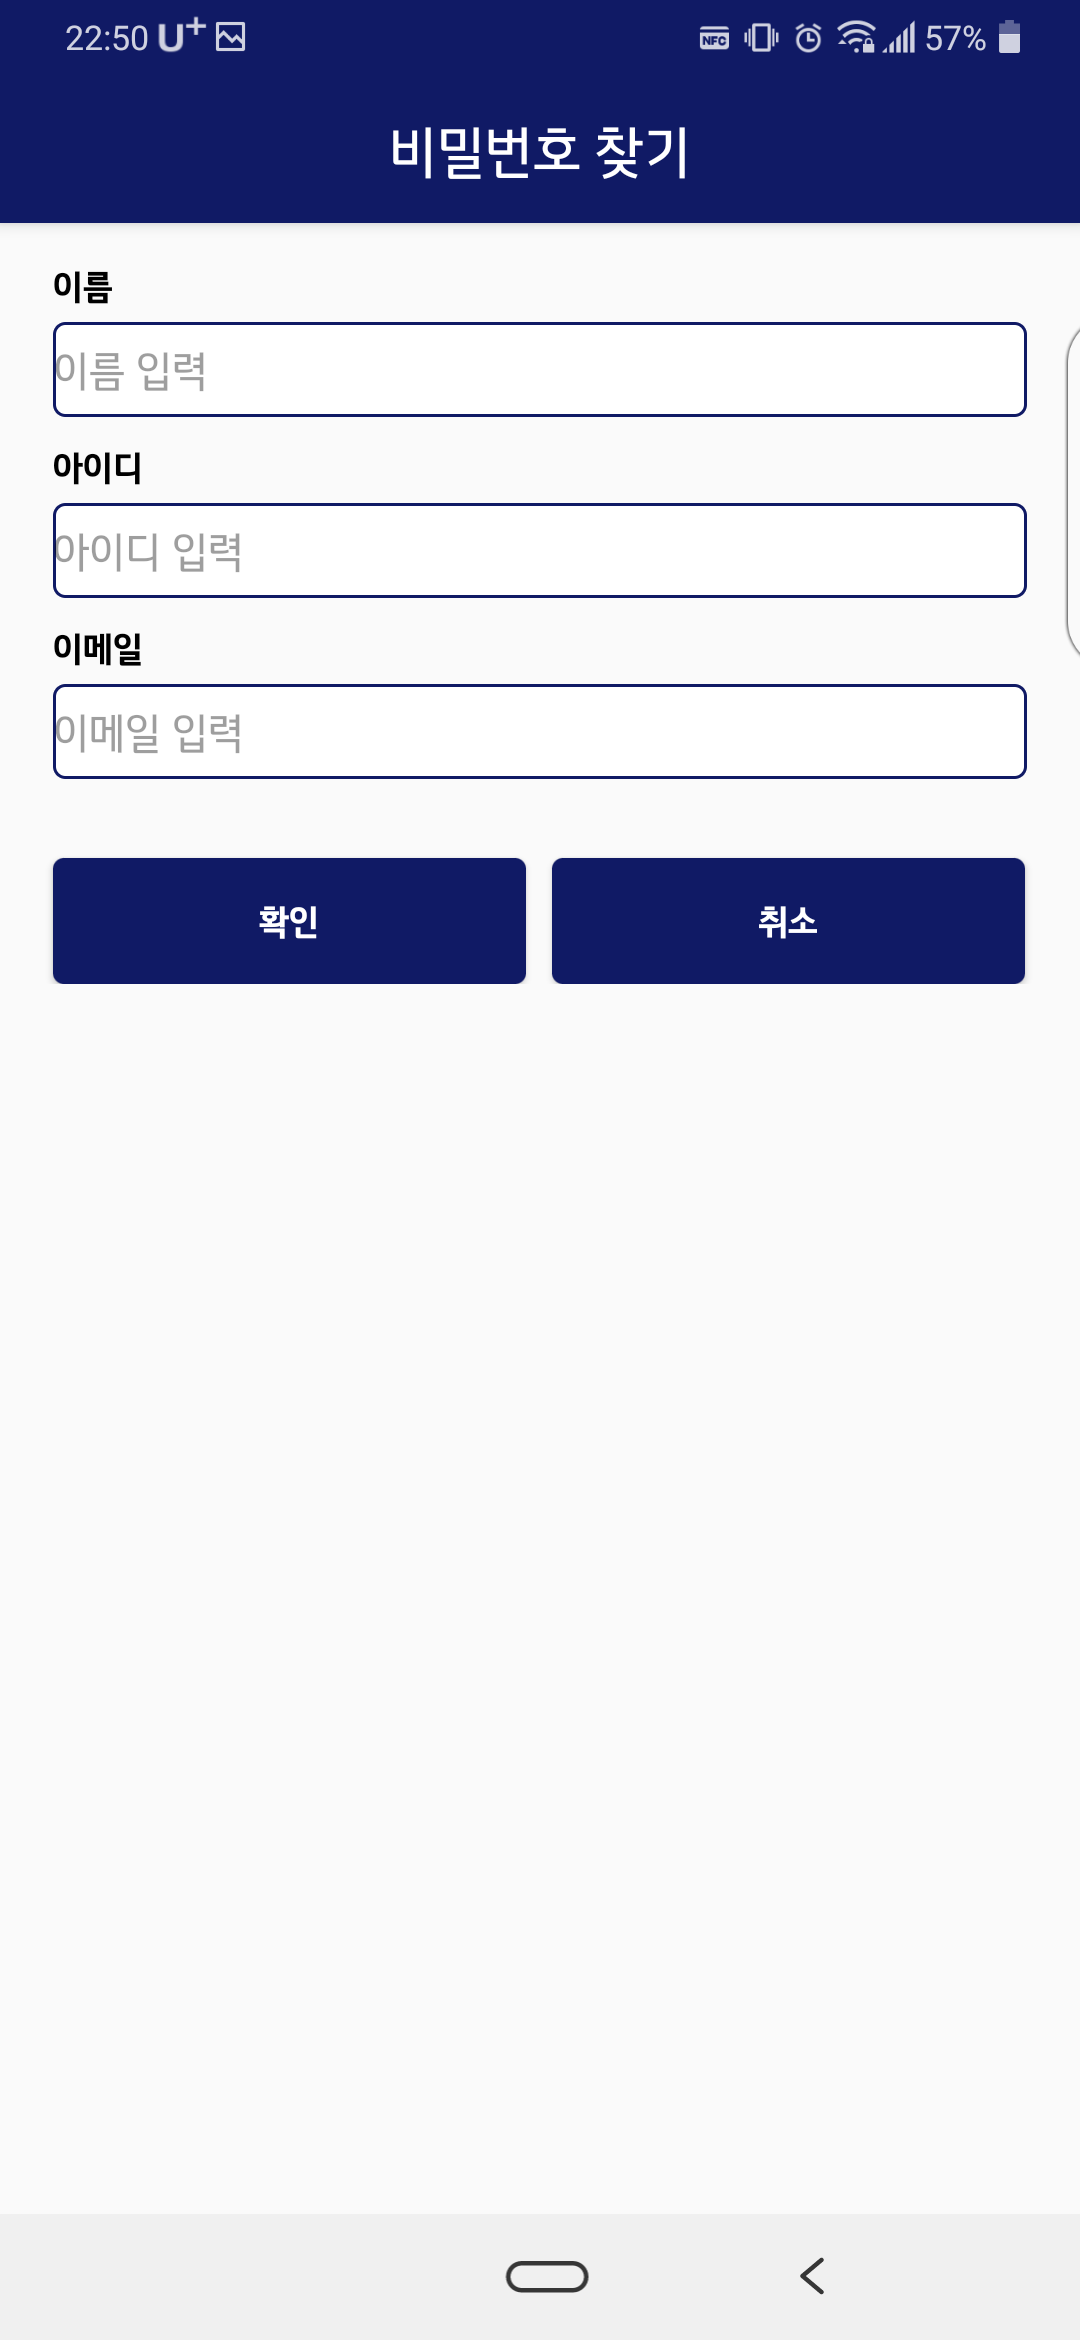 22:50 U+ NFC 57%
비밀번호 찾기
이름
이름 입력
아이디
아이디 입력
이메일
이메일 입력
확인 취소